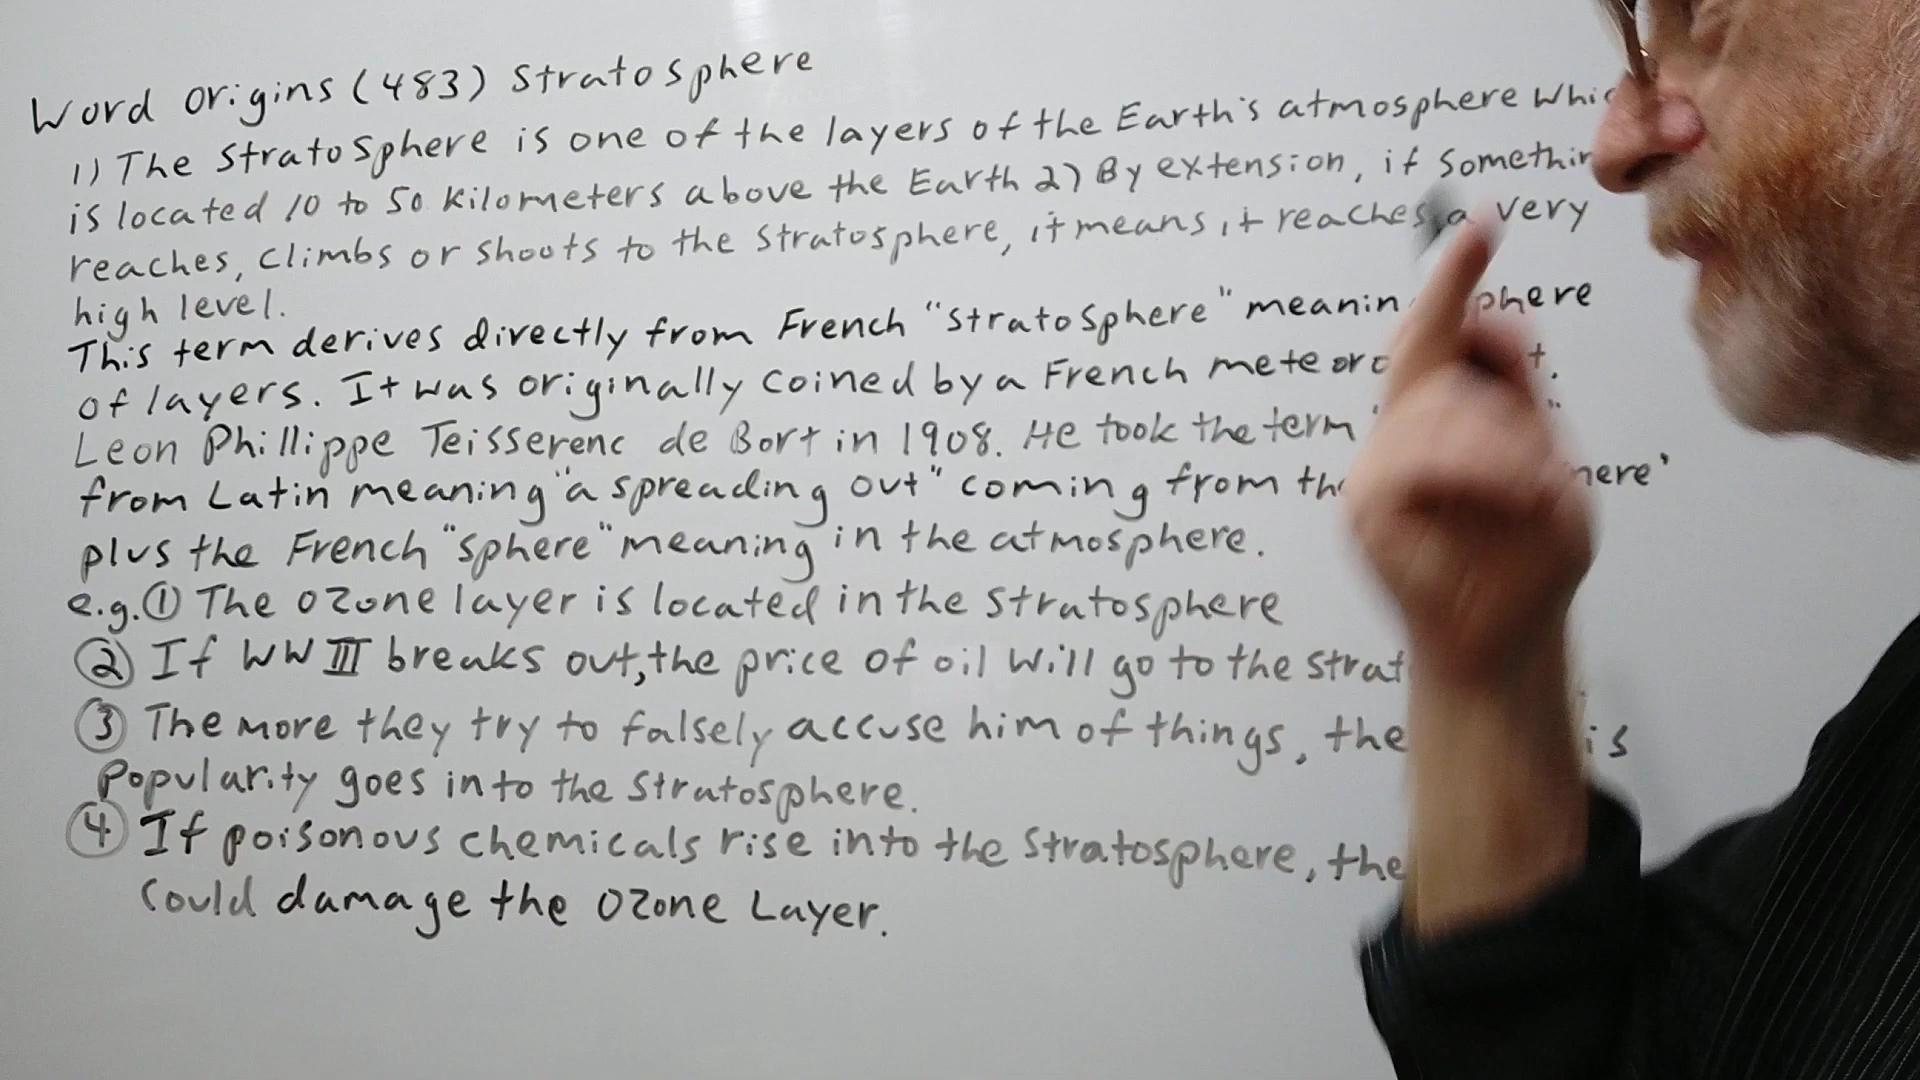 Word Origins (483) Stratosphere
1) The Stratosphere is one of the layers of the Earth's atmosphere
is located 10 to 50 kilometers above the Earth 2) By extension, if
reaches, climbs or shoots to the stratosphere, it means it reaches a very
high level.
This term derives directly from French "stratosphere"
of layers. It was originally coined by a French
Leon Phillippe Teisserenc de Bort in 1908. He took the term
from Latin meaning "a spreading out" coming from
plus the French "sphere" meaning in the atmosphere.
e.g. ① The ozone layer is located in the stratosphere
② If WW III breaks out, the price of oil will go to the
③ The more they try to falsely accuse him of things,
Popularity goes into the stratosphere.
④ If poisonous chemicals rise into the stratosphere,
Could damage the Ozone Layer.